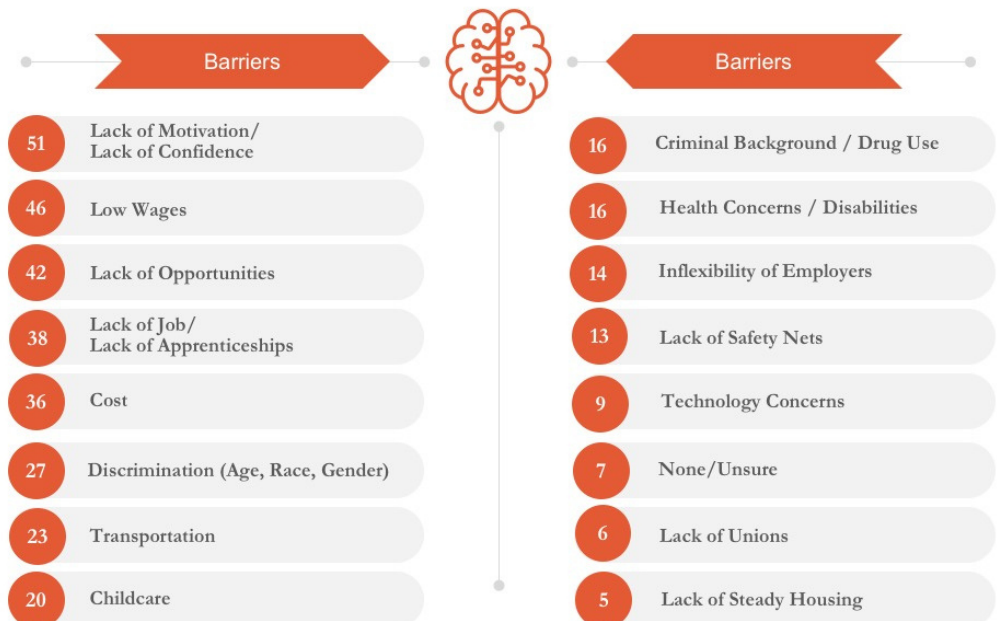 Barriers
51
Lack of Motivation/
Lack of Confidence
46
Low Wages
42
Lack of Opportunities
38
Lack of Job/
Lack of Apprenticeships
36
Cost
27
Discrimination (Age, Race, Gender)
23
Transportation
20
Childcare
Barriers
16
Criminal Background / Drug Use
16
Health Concerns / Disabilities
14
Inflexibility of Employers
13
Lack of Safety Nets
9
Technology Concerns
7
None/Unsure
6
Lack of Unions
5
Lack of Steady Housing